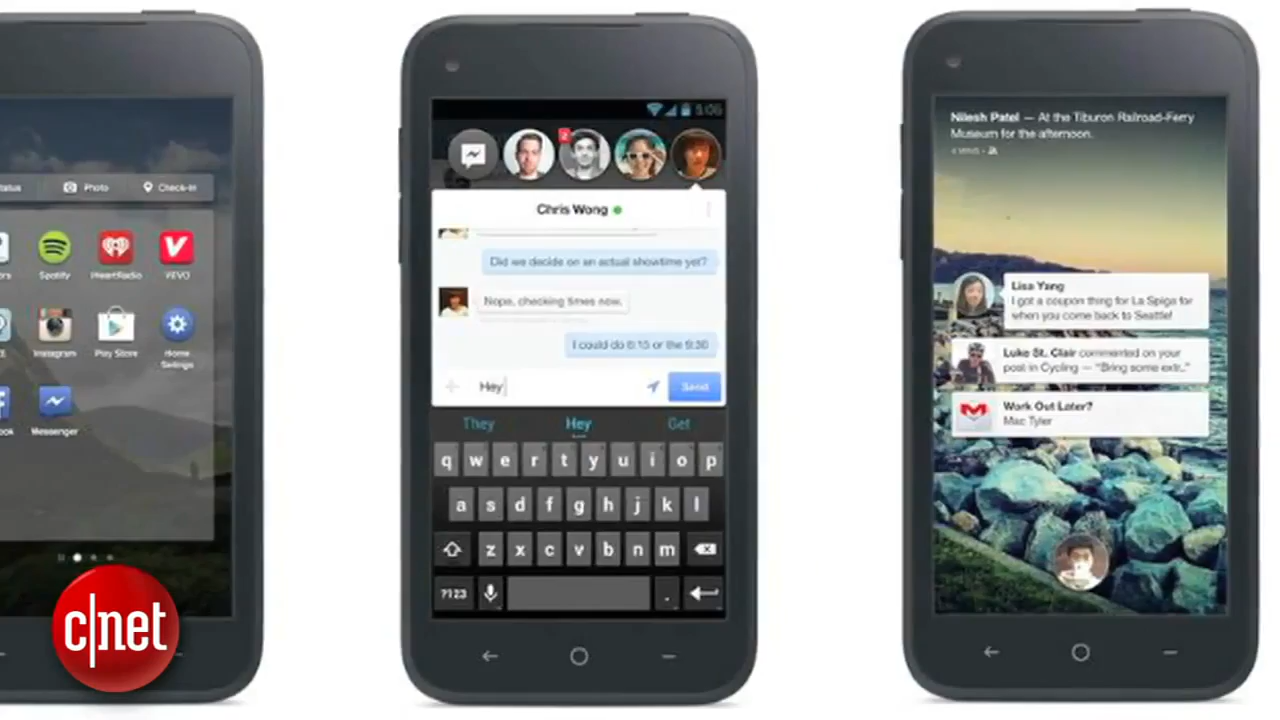 Status Photo Check-In
Spotify iHeartRadio VEVO
Instagram Play Store Home
Settings
Messenger
c|net
5:05
2
Chris Wong
Did we decide on an actual showtime yet?
Nope, checking times now.
I could do 6:15 or the 9:30
Hey
Send
They Hey Get
q w e r t y u i o p
a s d f g h j k l
z x c v b n m
?123 .
Nilesh Patel — At the Tiburon Railroad-Ferry
Museum for the afternoon.
Lisa Yang
I got a coupon thing for La Spiga for
when you come back to Seattle!
Luke St. Clair commented on your
post in Cycling — "Bring some extr.."
Work Out Later?
Mac Tyler